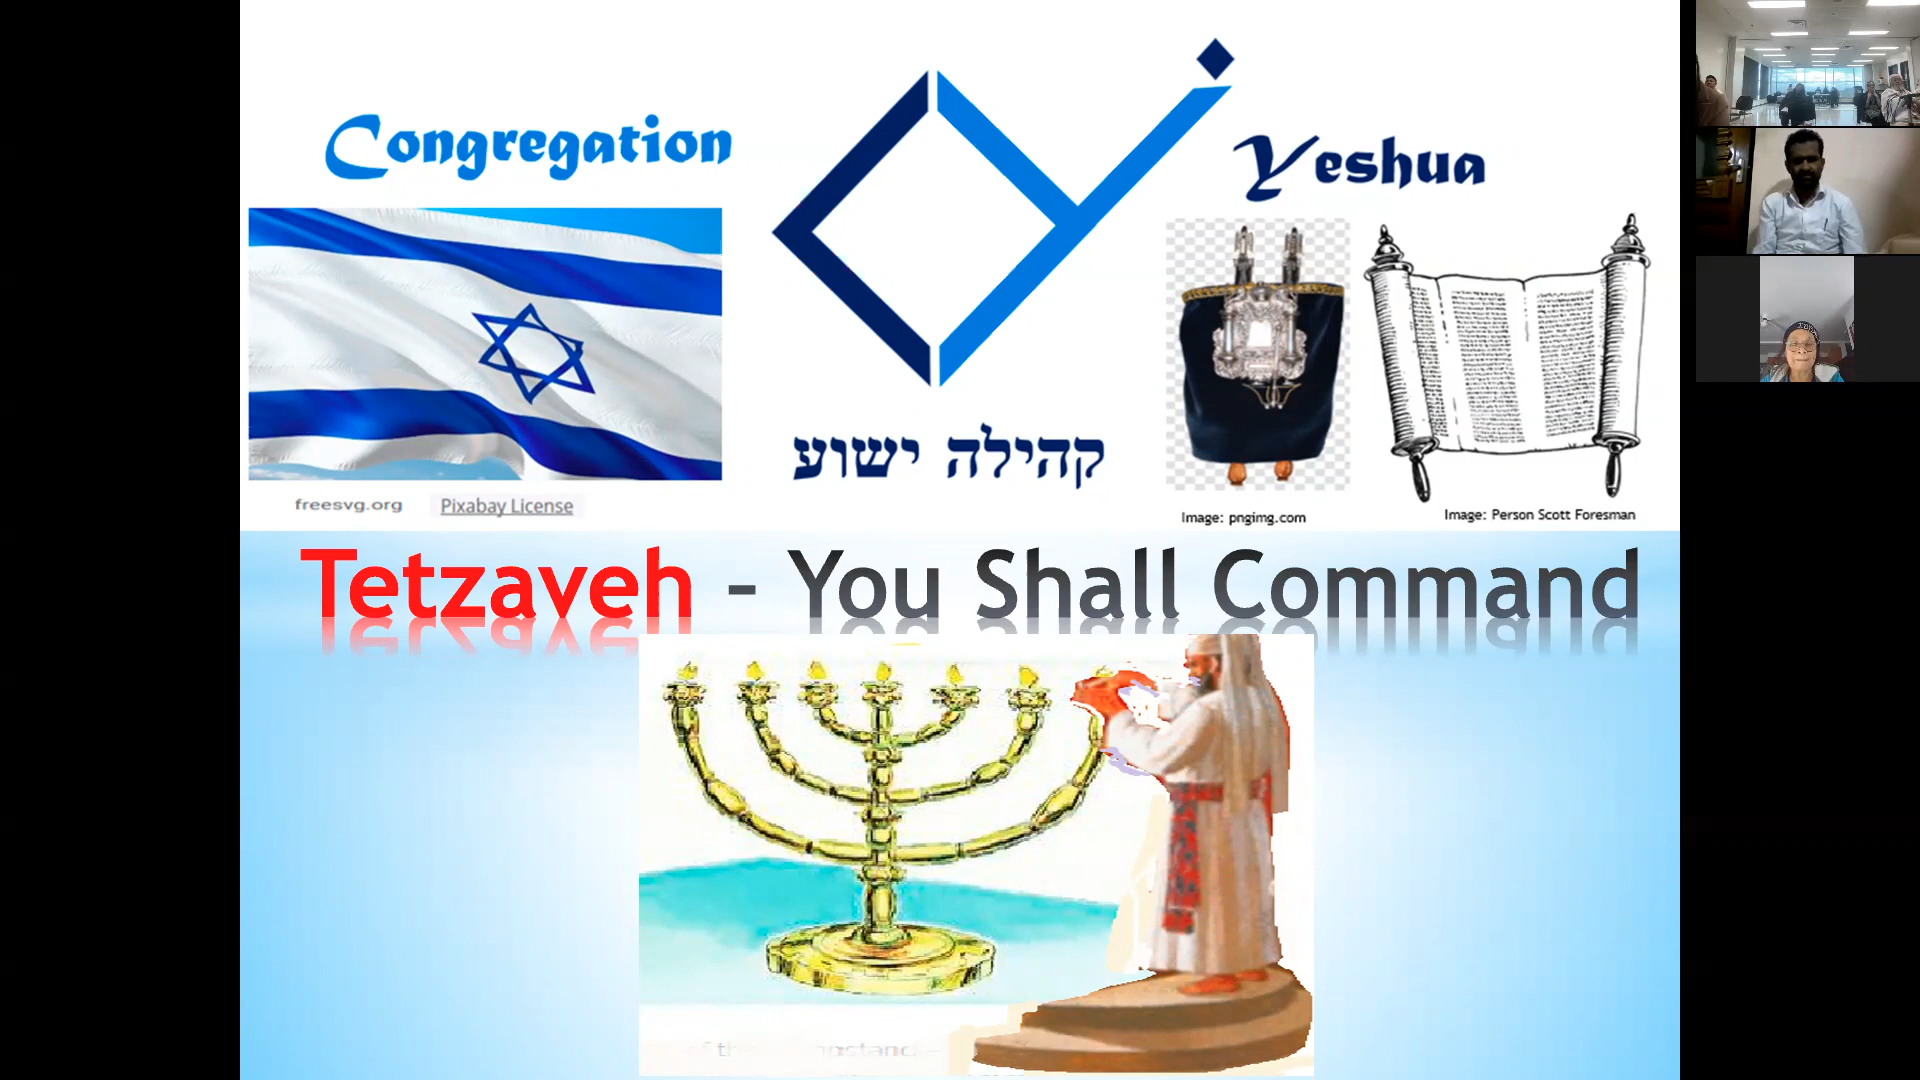 Congregation
Yeshua
קהילה ישוע
freesvg.org
Pixabay License
Image: pngimg.com
Image: Person Scott Foresman
Tetzaveh - You Shall Command